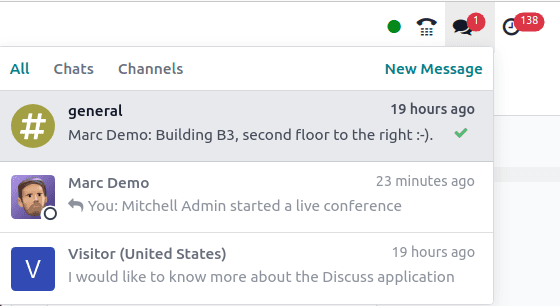 1 138
All Chats Channels New Message
# general 19 hours ago
Marc Demo: Building B3, second floor to the right :-).
Marc Demo 23 minutes ago
You: Mitchell Admin started a live conference
V Visitor (United States) 19 hours ago
I would like to know more about the Discuss application